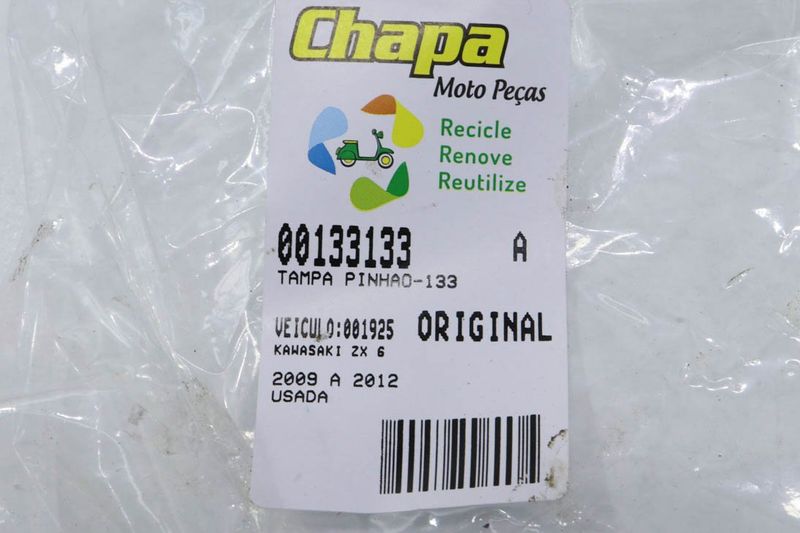 Chapa
Moto Peças
Recicle
Renove
Reutilize
00133133 A
TAMPA PINHAO-133
VEICULO:001925 ORIGINAL
KAWASAKI ZX 6
2009 A 2012
USADA